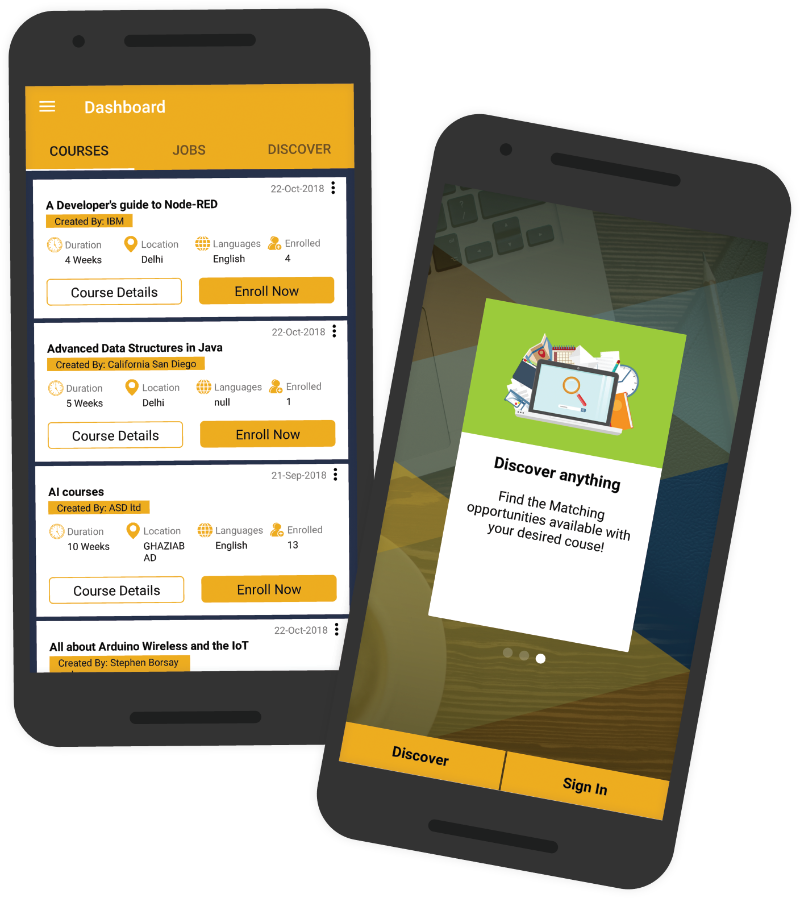 Dashboard
COURSES JOBS DISCOVER
22-Oct-2018
A Developer's guide to Node-RED
Created By: IBM
Duration Location Languages Enrolled
4 Weeks Delhi English 4
Course Details Enroll Now
22-Oct-2018
Advanced Data Structures in Java
Created By: California San Diego
Duration Location Languages Enrolled
5 Weeks Delhi null 1
Course Details Enroll Now
21-Sep-2018
AI courses
Created By: ASD ltd
Duration Location Languages Enrolled
10 Weeks GHAZIAB English 13
AD
Course Details Enroll Now
22-Oct-2018
All about Arduino Wireless and the IoT
Created By: Stephen Borsay
Discover anything
Find the Matching
opportunities available with
your desired couse!
Discover Sign In